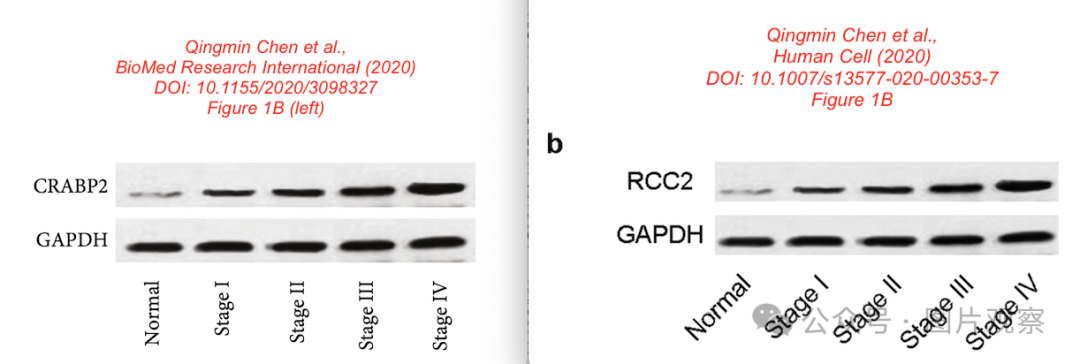 Qingmin Chen et al.,
BioMed Research International (2020)
DOI: 10.1155/2020/3098327
Figure 1B (left)
CRABP2
GAPDH
Normal
Stage I
Stage II
Stage III
Stage IV
Qingmin Chen et al.,
Human Cell (2020)
DOI: 10.1007/s13577-020-00353-7
Figure 1B
b
RCC2
GAPDH
Normal
Stage I
Stage II
Stage III
Stage IV
公众号 · 图片观察